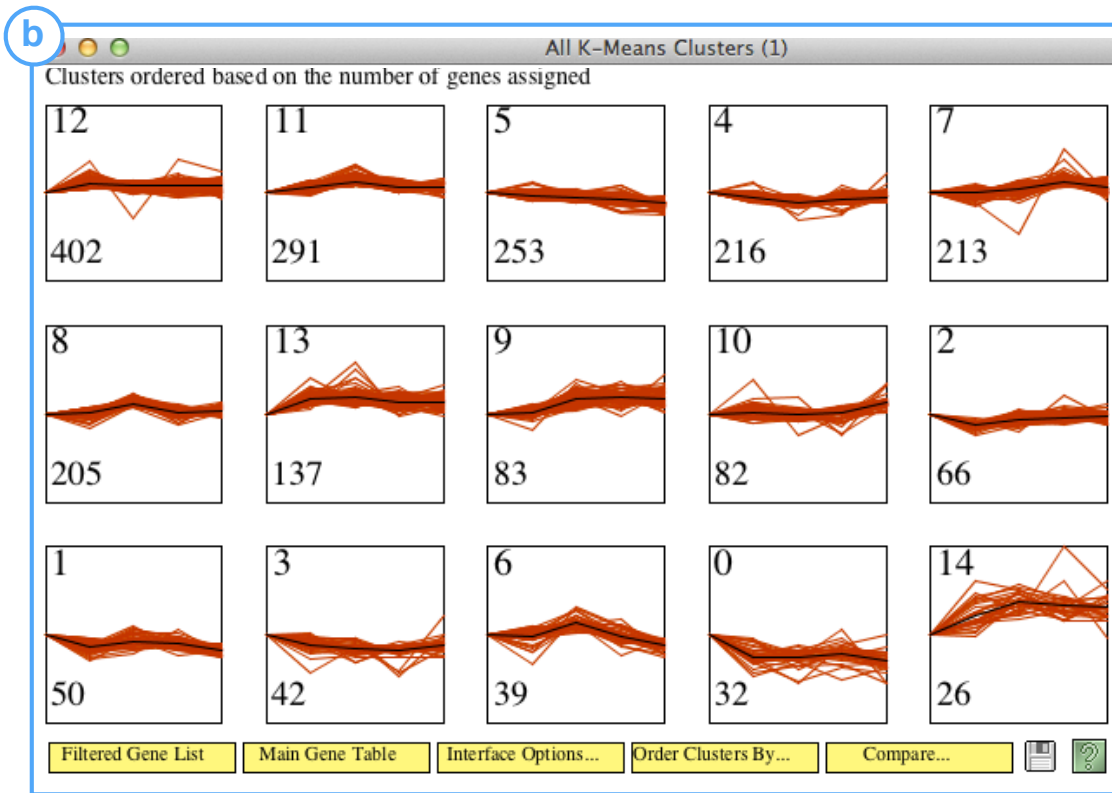 b
All K-Means Clusters (1)
Clusters ordered based on the number of genes assigned
12 11 5 4 7
402 291 253 216 213
8 13 9 10 2
205 137 83 82 66
1 3 6 0 14
50 42 39 32 26
Filtered Gene List Main Gene Table Interface Options... Order Clusters By... Compare... ?